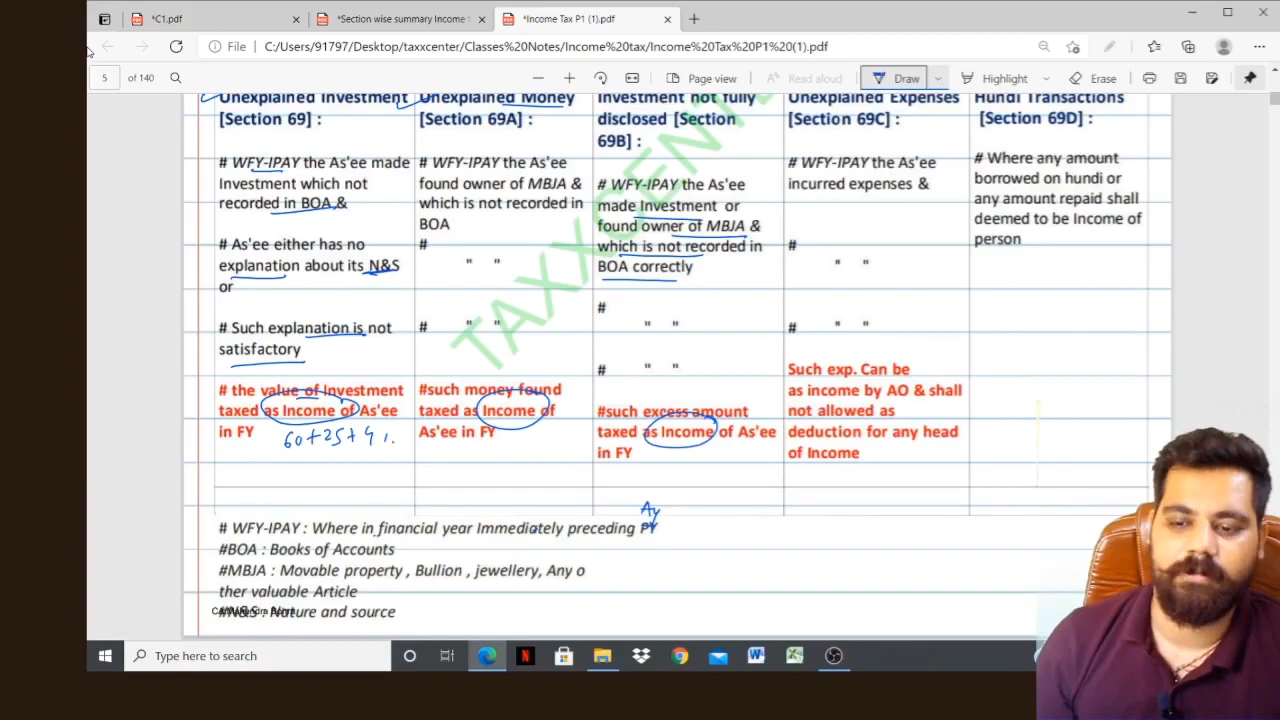 *C1.pdf
*Section wise summary Income t
*Income Tax P1 (1).pdf
File
C:/Users/91797/Desktop/taxxcenter/Classes%20Notes/Income%20tax/Income%20Tax%20P1%20(1).pdf
5 of 140
Page view
Read aloud
Draw
Highlight
Erase
Unexplained Investment
[Section 69] :
# WFY-IPAY the As'ee made
Investment which not
recorded in BOA,&
# As'ee either has no
explanation about its N&S
or
# Such explanation is not
satisfactory
# the value of Investment
taxed as Income of As'ee
in FY
60+25+4%
Unexplained Money
[Section 69A] :
# WFY-IPAY the As'ee
found owner of MBJA &
which is not recorded in
BOA
#
" "
# " "
#such money found
taxed as Income of
As'ee in FY
Investment not fully
disclosed [Section
69B] :
# WFY-IPAY the As'ee
made Investment or
found owner of MBJA &
which is not recorded in
BOA correctly
#
" "
#
" "
#such excess amount
taxed as Income of As'ee
in FY
Unexplained Expenses
[Section 69C] :
# WFY-IPAY the As'ee
incurred expenses &
#
" "
# " "
Such exp. Can be
as income by AO & shall
not allowed as
deduction for any head
of Income
Hundi Transactions
[Section 69D] :
# Where any amount
borrowed on hundi or
any amount repaid shall
deemed to be Income of
person
TAXXCENTE
Ay
# WFY-IPAY : Where in financial year Immediately preceding PY
#BOA : Books of Accounts
#MBJA : Movable property , Bullion , jewellery, Any o
ther valuable Article
#N&S : Nature and source
Type here to search